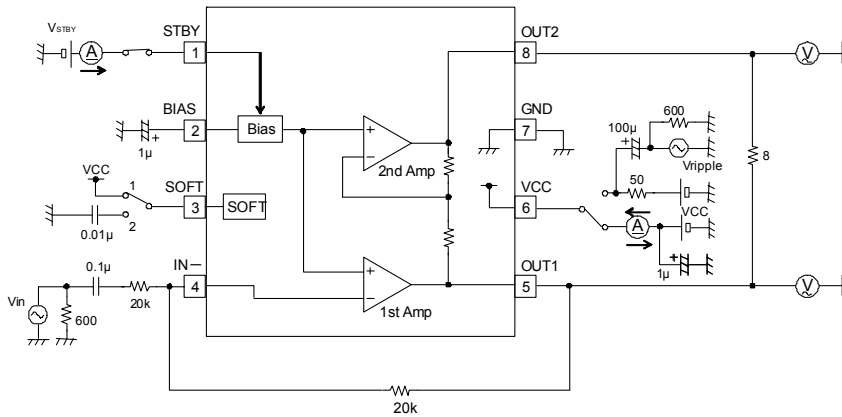 VSTBY
A
STBY
1
BIAS
2
1µ
+
Bias
VCC
1
2
0.01µ
SOFT
3
SOFT
IN−
4
0.1µ
20k
Vin
600
+
−
2nd Amp
+
−
1st Amp
OUT2
8
GND
7
VCC
6
OUT1
5
V
600
100µ
+
Vripple
50
8
A
VCC
1µ
+
V
20k